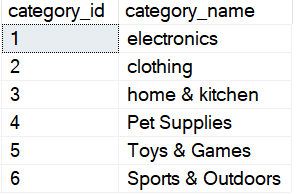 category_id category_name
1 electronics
2 clothing
3 home & kitchen
4 Pet Supplies
5 Toys & Games
6 Sports & Outdoors